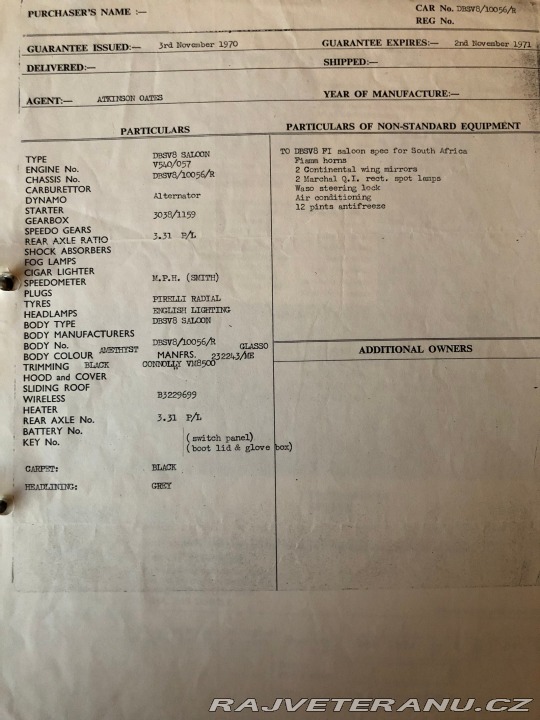 PURCHASER'S NAME :—
CAR No. DBSV8/10056/R
REG No.
GUARANTEE ISSUED:— 3rd November 1970
GUARANTEE EXPIRES:— 2nd November 1971
DELIVERED:—
SHIPPED:—
AGENT:— ATKINSON OATES
YEAR OF MANUFACTURE:—
PARTICULARS
TYPE DBSV8 SALOON
ENGINE No. V540/057
CHASSIS No. DBSV8/10056/R
CARBURETTOR
DYNAMO Alternator
STARTER
GEARBOX 3038/1159
SPEEDO GEARS
REAR AXLE RATIO 3.31 P/L
SHOCK ABSORBERS
FOG LAMPS
CIGAR LIGHTER
SPEEDOMETER M.P.H. (SMITH)
PLUGS
TYRES PIRELLI RADIAL
HEADLAMPS ENGLISH LIGHTING
BODY TYPE DBSV8 SALOON
BODY MANUFACTURERS
BODY No. DBSV8/10056/R
BODY COLOUR AMETHYST MANFRS. 232243/ME GLASSO
TRIMMING BLACK CONNOLLY VM8500
HOOD and COVER
SLIDING ROOF
WIRELESS B3229699
HEATER
REAR AXLE No. 3.31 P/L
BATTERY No.
KEY No. (switch panel)
(boot lid & glove box)
CARPET: BLACK
HEADLINING: GREY
PARTICULARS OF NON-STANDARD EQUIPMENT
TO DBSV8 FI saloon spec for South Africa
Fiamm horns
2 Continental wing mirrors
2 Marchal Q.I. rect. spot lamps
Waso steering lock
Air conditioning
12 pints antifreeze
ADDITIONAL OWNERS
RAJVETERANU.CZ